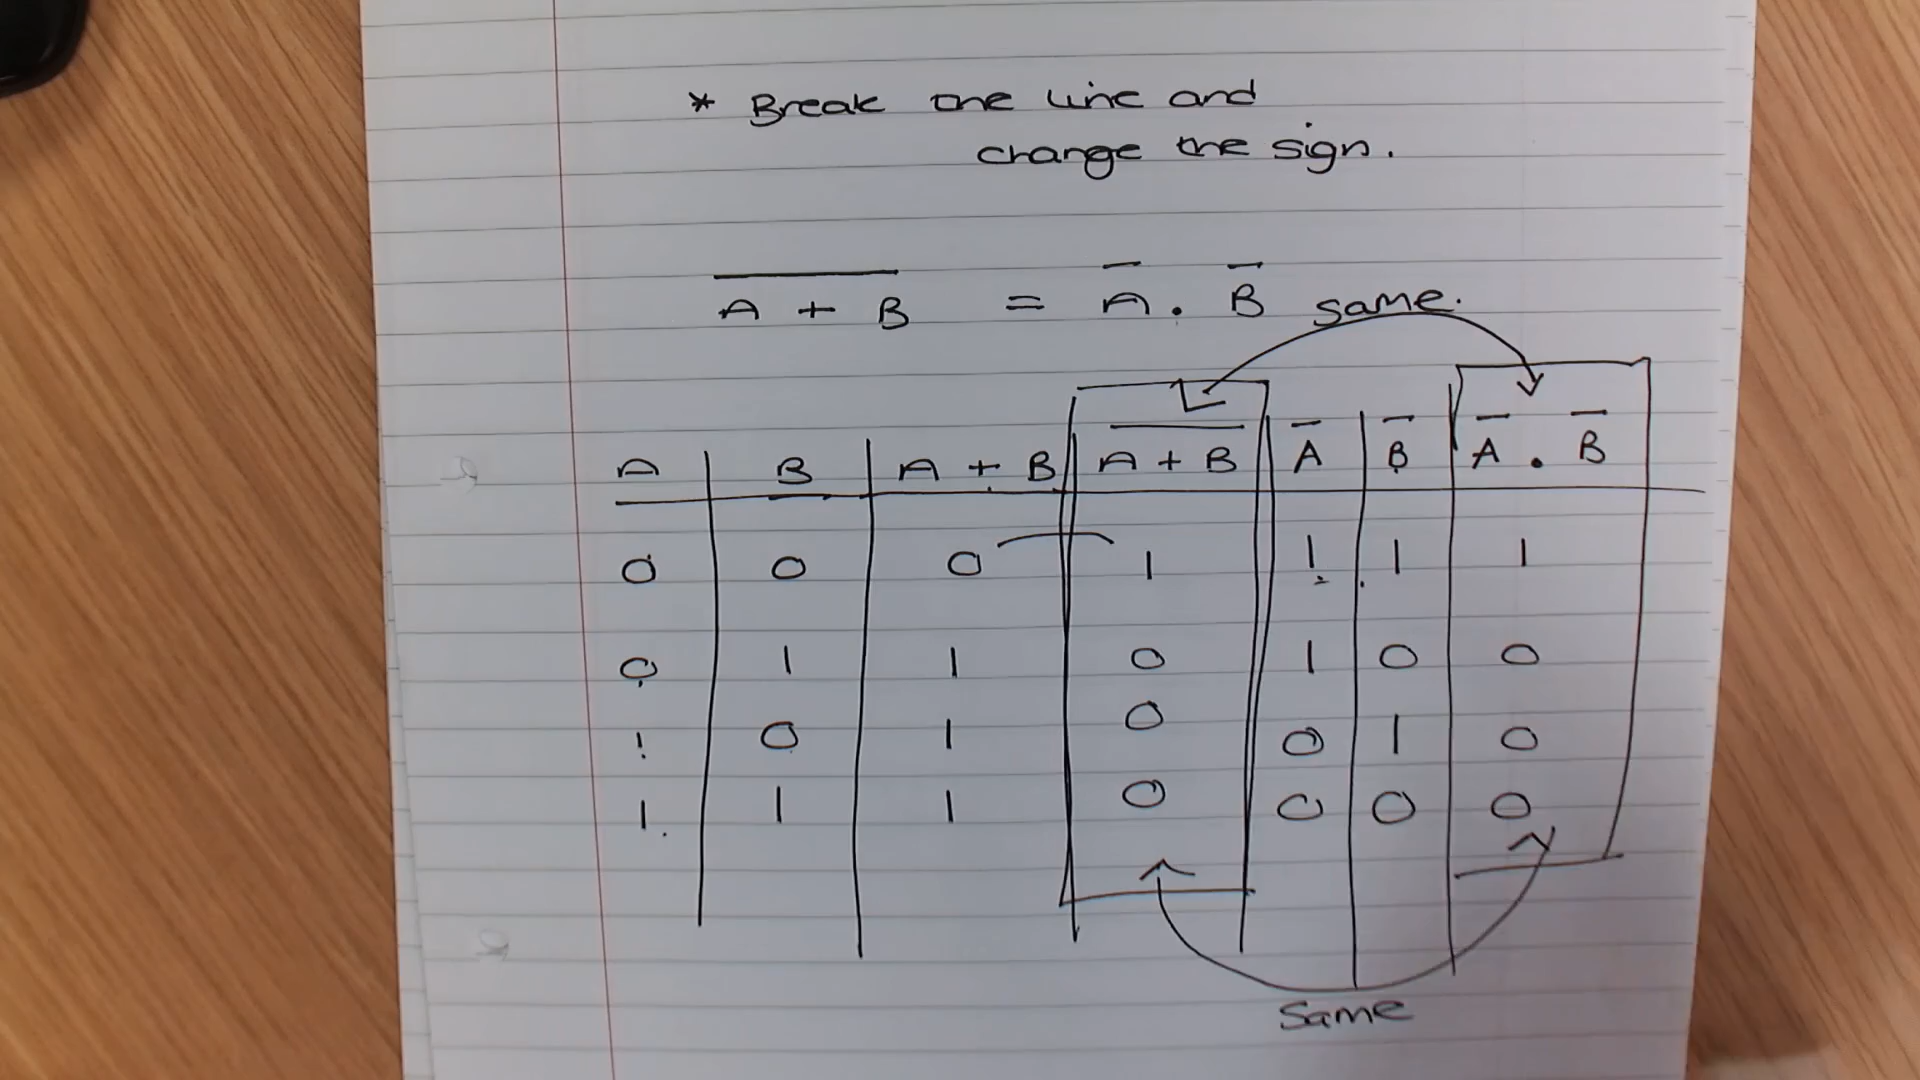 * Break the line and
change the sign.
A̅ ̅+̅ ̅B̅ = A̅ . B̅ same.
A B A + B A̅ ̅+̅ ̅B̅ A̅ B̅ A̅ . B̅
0 0 0 1 1 1 1
0 1 1 0 1 0 0
1 0 1 0 0 1 0
1 1 1 0 0 0 0
Same